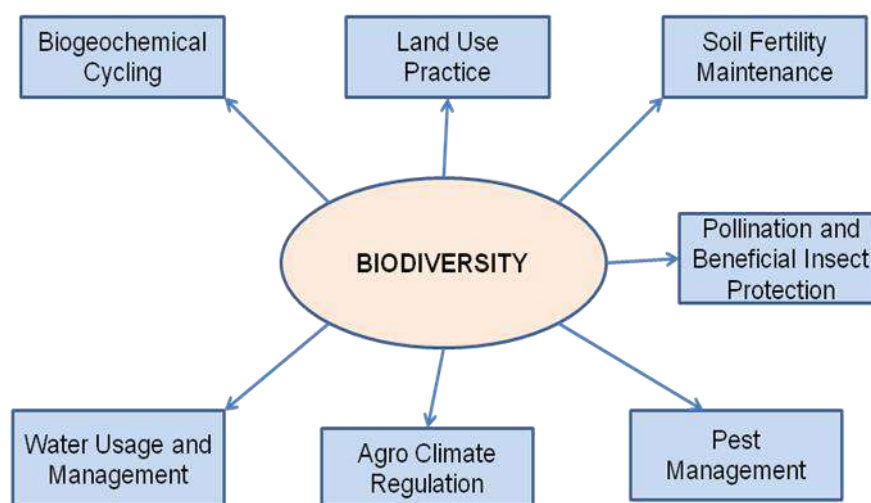 Biogeochemical
Cycling
Land Use
Practice
Soil Fertility
Maintenance
BIODIVERSITY
Pollination and
Beneficial Insect
Protection
Water Usage and
Management
Agro Climate
Regulation
Pest
Management